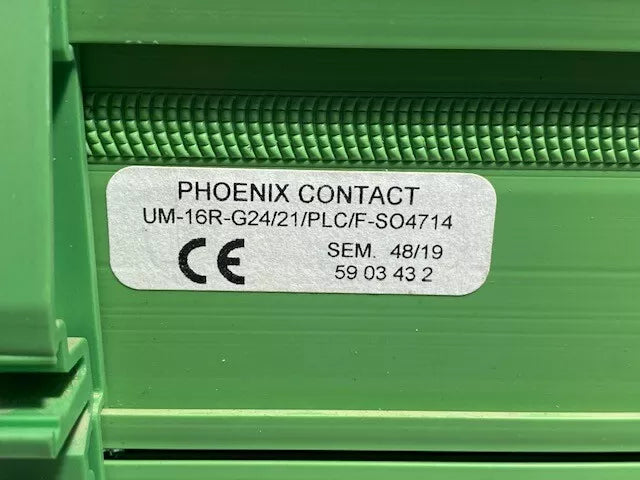 PHOENIX CONTACT
UM-16R-G24/21/PLC/F-SO4714
CE SEM. 48/19
59 03 43 2